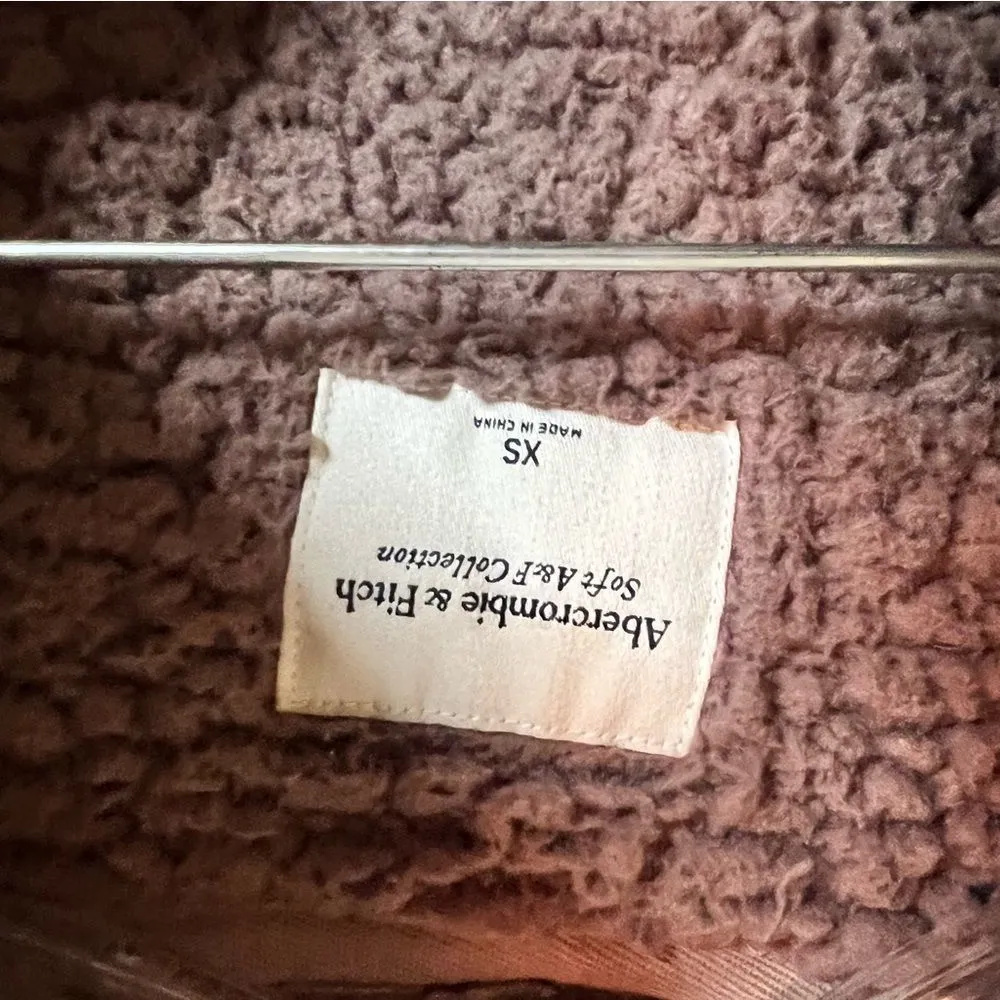 Abercrombie & Fitch
Soft A&F Collection
XS
MADE IN CHINA